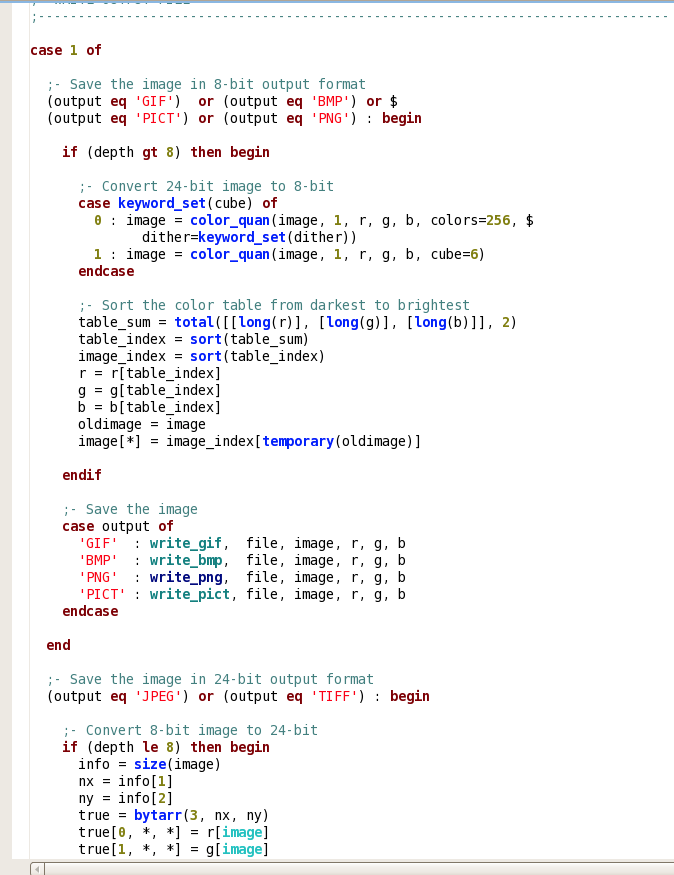 ;-------------------------------------------------------------------------------
case 1 of
;- Save the image in 8-bit output format
(output eq 'GIF')  or (output eq 'BMP') or $
(output eq 'PICT') or (output eq 'PNG') : begin
if (depth gt 8) then begin
;- Convert 24-bit image to 8-bit
case keyword_set(cube) of
0 : image = color_quan(image, 1, r, g, b, colors=256, $
dither=keyword_set(dither))
1 : image = color_quan(image, 1, r, g, b, cube=6)
endcase
;- Sort the color table from darkest to brightest
table_sum = total([[long(r)], [long(g)], [long(b)]], 2)
table_index = sort(table_sum)
image_index = sort(table_index)
r = r[table_index]
g = g[table_index]
b = b[table_index]
oldimage = image
image[*] = image_index[temporary(oldimage)]
endif
;- Save the image
case output of
'GIF'  : write_gif,  file, image, r, g, b
'BMP'  : write_bmp,  file, image, r, g, b
'PNG'  : write_png,  file, image, r, g, b
'PICT' : write_pict, file, image, r, g, b
endcase
end
;- Save the image in 24-bit output format
(output eq 'JPEG') or (output eq 'TIFF') : begin
;- Convert 8-bit image to 24-bit
if (depth le 8) then begin
info = size(image)
nx = info[1]
ny = info[2]
true = bytarr(3, nx, ny)
true[0, *, *] = r[image]
true[1, *, *] = g[image]